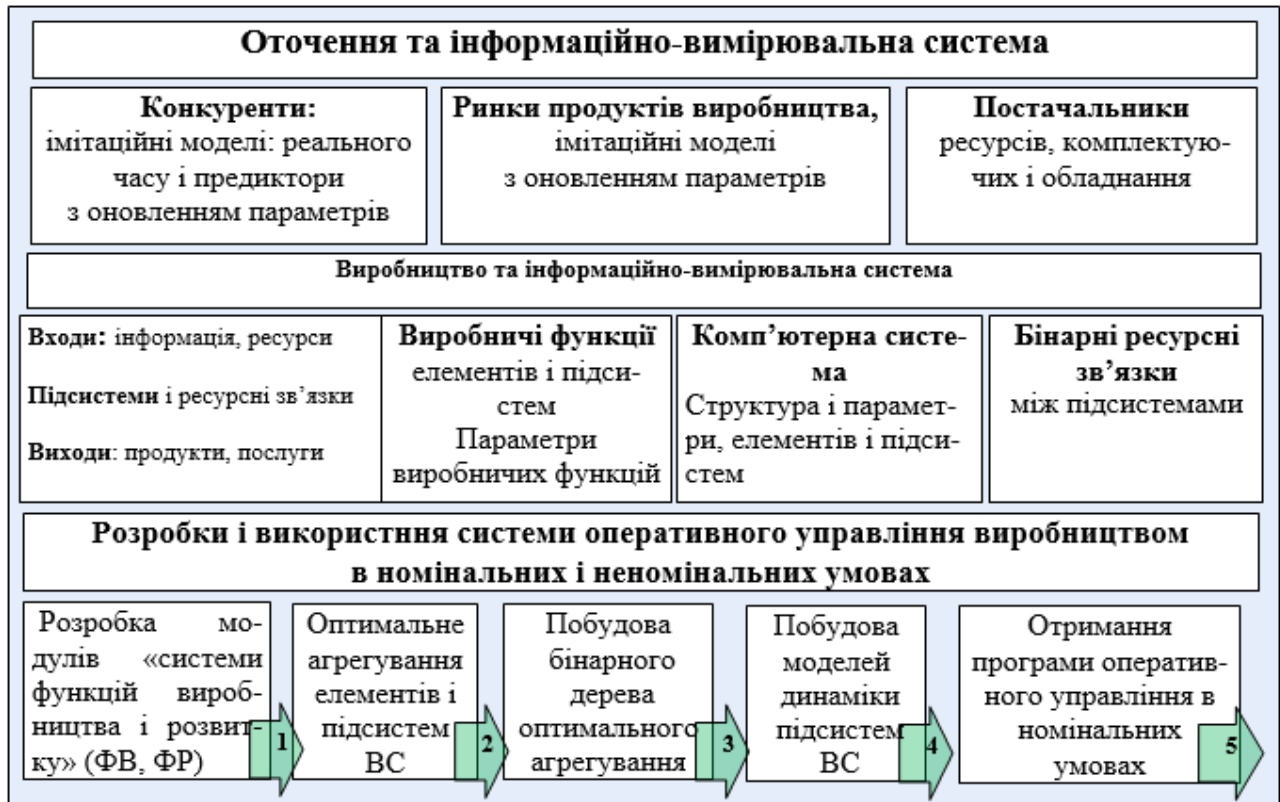 Оточення та інформаційно-вимірювальна система
Конкуренти:
імітаційні моделі: реального
часу і предиктори
з оновленням параметрів
Ринки продуктів виробництва,
імітаційні моделі
з оновленням параметрів
Постачальники
ресурсів, комплектую-
чих і обладнання
Виробництво та інформаційно-вимірювальна система
Входи: інформація, ресурси
Підсистеми і ресурсні зв’язки
Виходи: продукти, послуги
Виробничі функції
елементів і підси-
стем
Параметри
виробничих функцій
Комп’ютерна систе-
ма
Структура і парамет-
ри, елементів і підси-
стем
Бінарні ресурсні
зв’язки
між підсистемами
Розробки і використння системи оперативного управління виробництвом
в номінальних і неномінальних умовах
Розробка мо-
дулів «системи
функцій вироб-
ництва і розвит-
ку» (ФВ, ФР)
1
Оптимальне
агрегування
елементів і
підсистем
ВС
2
Побудова
бінарного
дерева
оптимального
агрегування
3
Побудова
моделей
динаміки
підсистем
ВС
4
Отримання
програми оператив-
ного управління в
номінальних
умовах
5